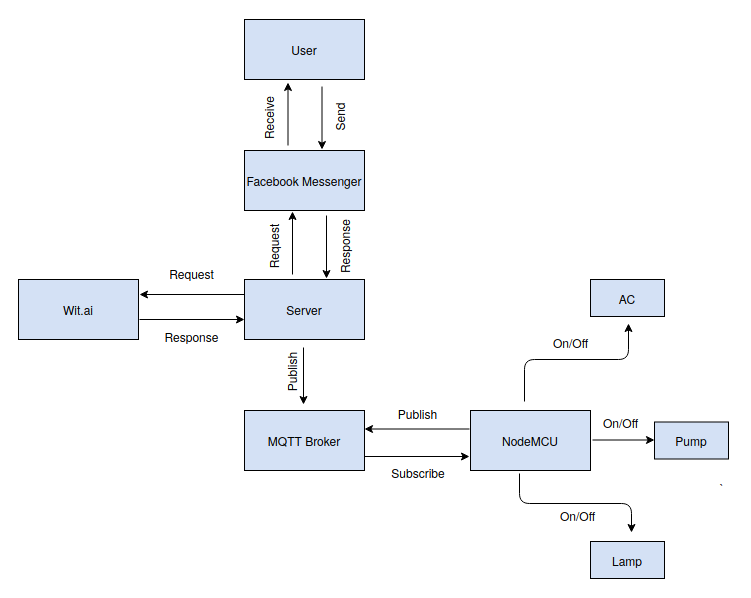 User
Receive
Send
Facebook Messenger
Request
Response
Request
Wit.ai
Server
AC
Response
On/Off
Publish
Publish
On/Off
MQTT Broker
NodeMCU
Pump
Subscribe
On/Off
Lamp